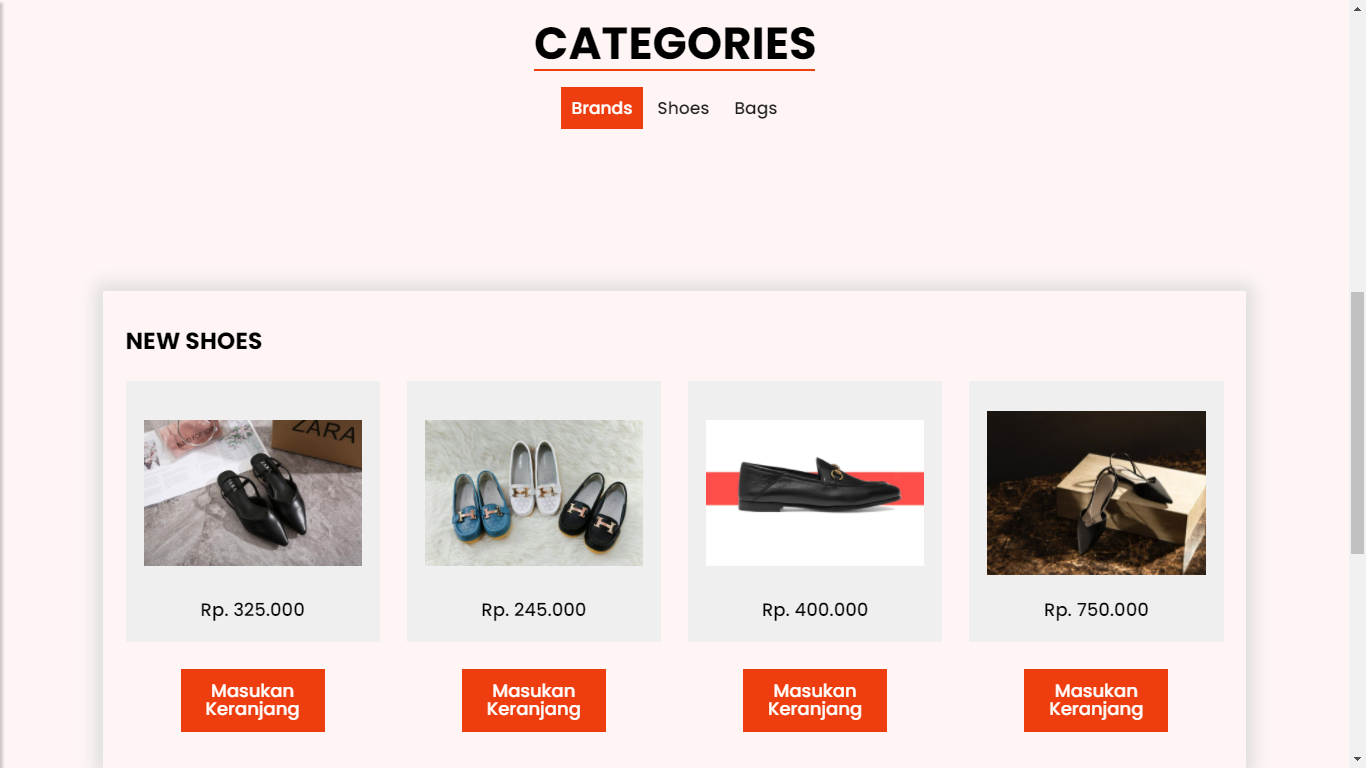 CATEGORIES
Brands Shoes Bags
NEW SHOES
ZARA
Rp. 325.000
Rp. 245.000
Rp. 400.000
Rp. 750.000
Masukan
Keranjang
Masukan
Keranjang
Masukan
Keranjang
Masukan
Keranjang